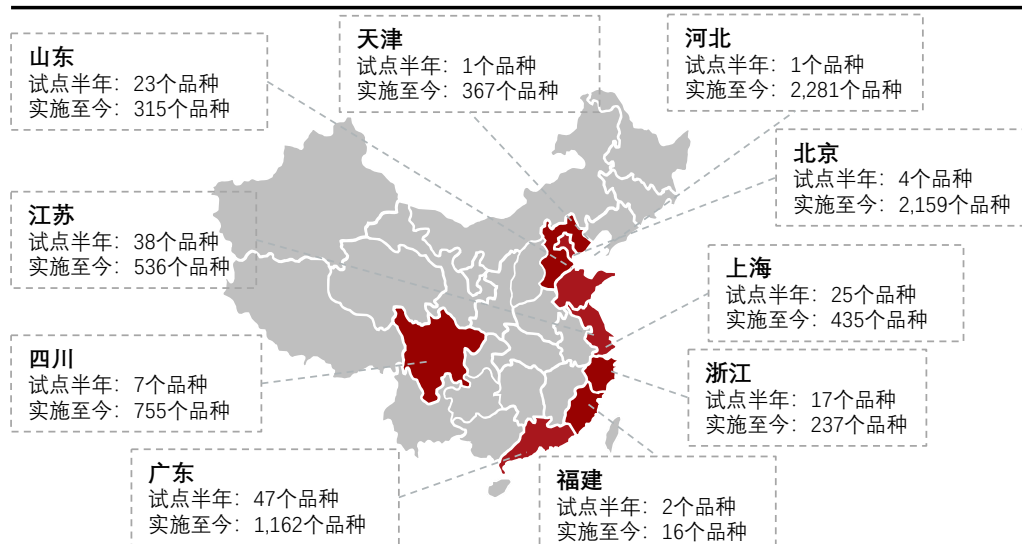 山东
试点半年：23个品种
实施至今：315个品种
天津
试点半年：1个品种
实施至今：367个品种
河北
试点半年：1个品种
实施至今：2,281个品种
北京
试点半年：4个品种
实施至今：2,159个品种
江苏
试点半年：38个品种
实施至今：536个品种
上海
试点半年：25个品种
实施至今：435个品种
四川
试点半年：7个品种
实施至今：755个品种
浙江
试点半年：17个品种
实施至今：237个品种
广东
试点半年：47个品种
实施至今：1,162个品种
福建
试点半年：2个品种
实施至今：16个品种